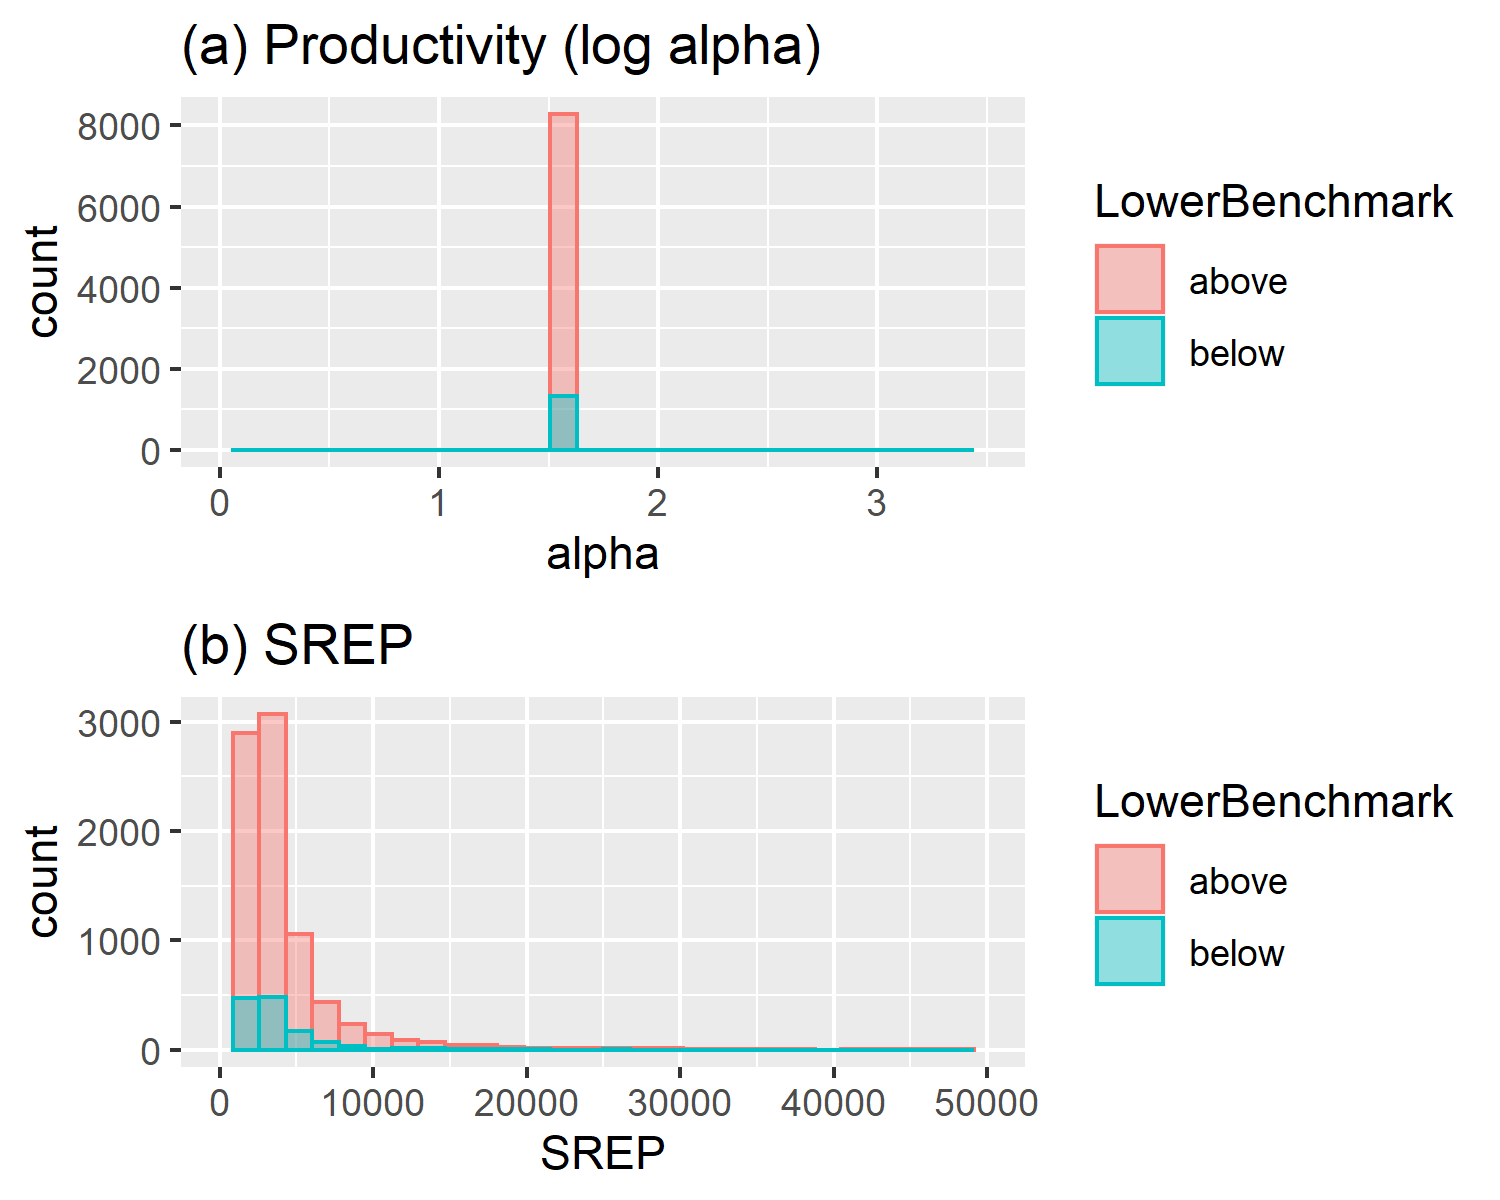 (a) Productivity (log alpha)
8000
6000
4000
2000
0
count
0 1 2 3
alpha
LowerBenchmark
above
below
(b) SREP
3000
2000
1000
0
count
0 10000 20000 30000 40000 50000
SREP
LowerBenchmark
above
below